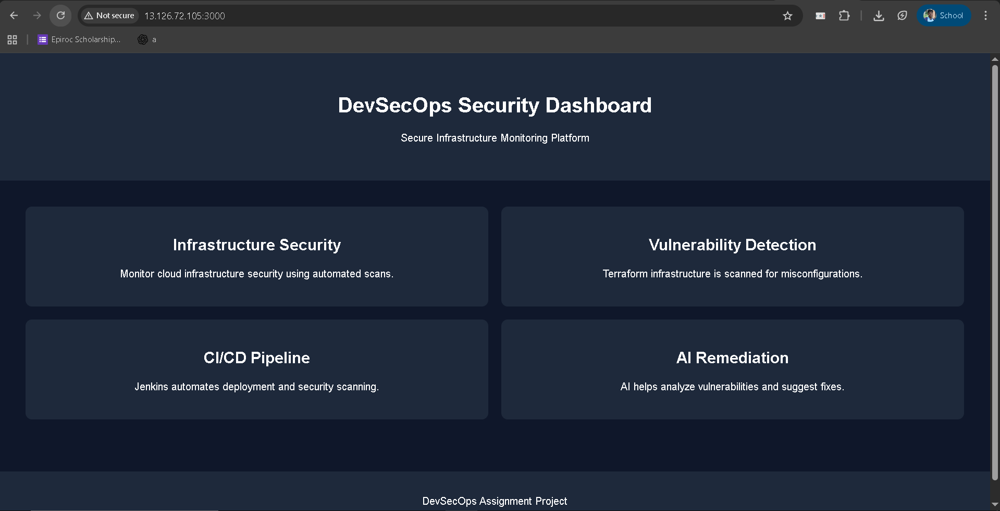 Not secure
13.126.72.105:3000
School
Epiroc Scholarship...
a
DevSecOps Security Dashboard
Secure Infrastructure Monitoring Platform
Infrastructure Security
Monitor cloud infrastructure security using automated scans.
Vulnerability Detection
Terraform infrastructure is scanned for misconfigurations.
CI/CD Pipeline
Jenkins automates deployment and security scanning.
AI Remediation
AI helps analyze vulnerabilities and suggest fixes.
DevSecOps Assignment Project